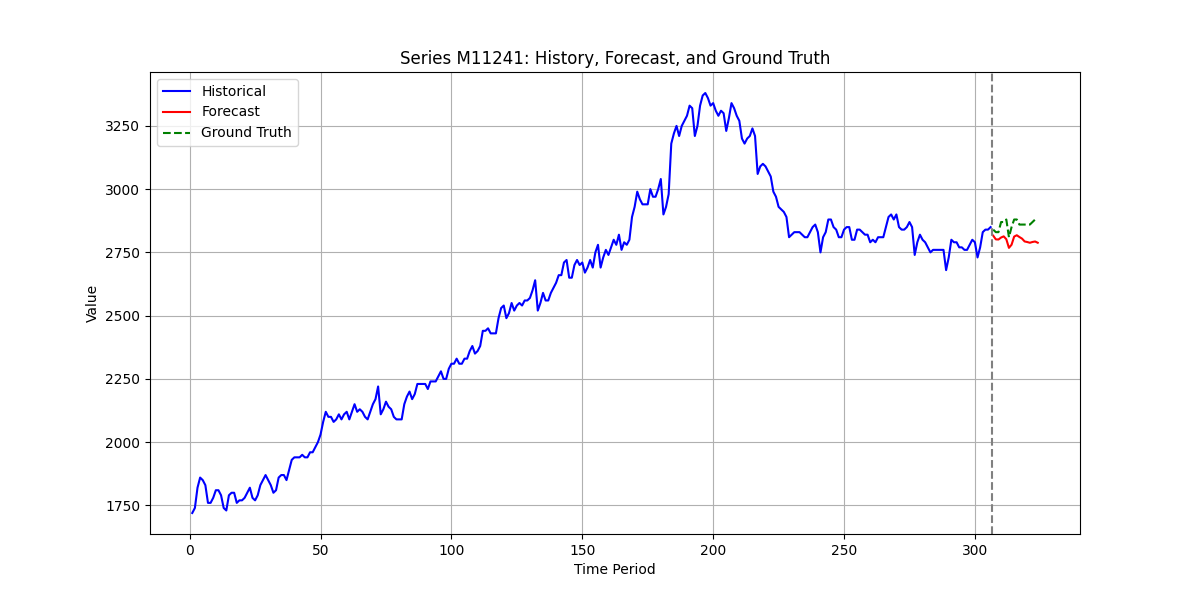 Series M11241: History, Forecast, and Ground Truth
Historical
Forecast
Ground Truth
3250
3000
2750
2500
2250
2000
1750
Value
0 50 100 150 200 250 300
Time Period